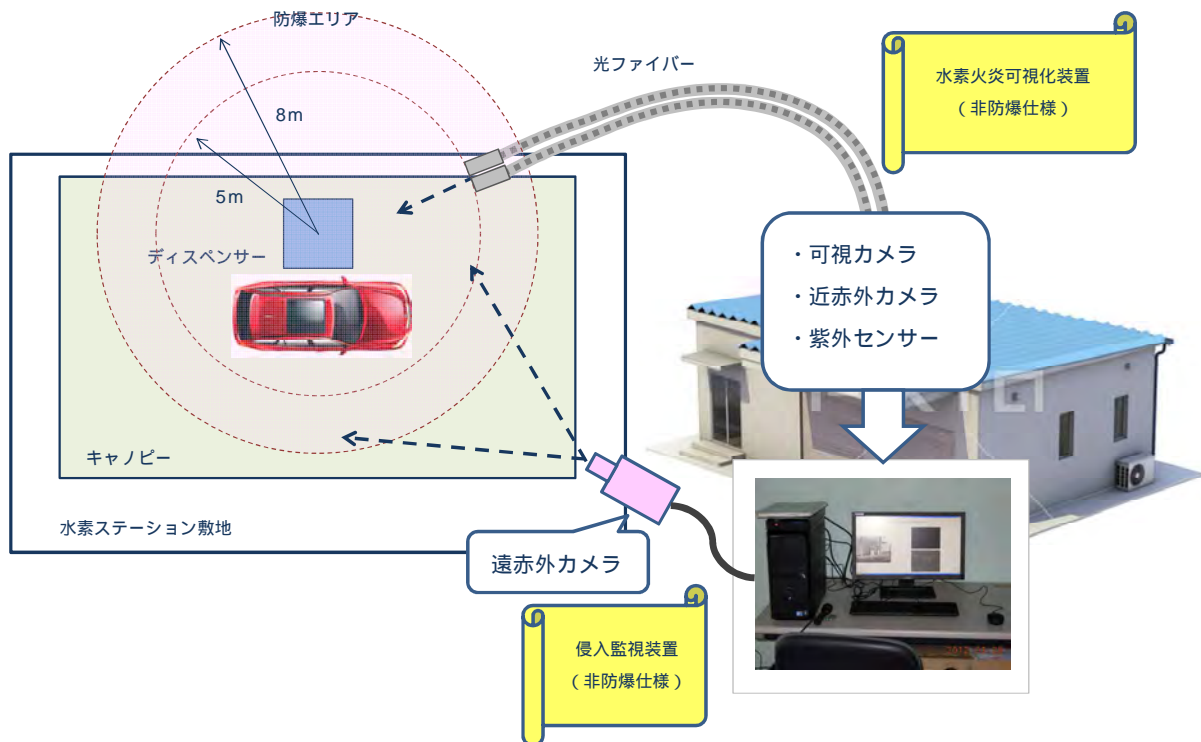 防爆エリア
光ファイバー
水素火炎可視化装置
（非防爆仕様）
8m
5m
ディスペンサー
・可視カメラ
・近赤外カメラ
・紫外センサー
キャノピー
水素ステーション敷地
遠赤外カメラ
侵入監視装置
（非防爆仕様）